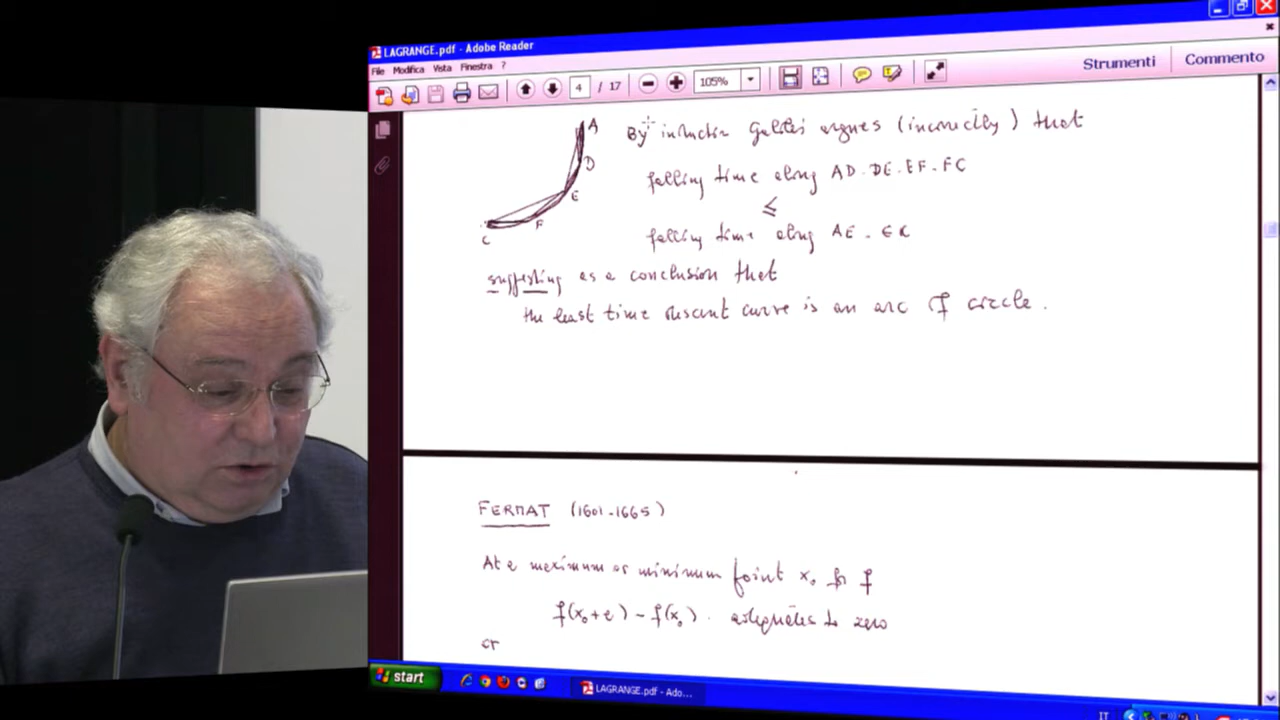 LAGRANGE.pdf - Adobe Reader
File Modifica Vista Finestra ?
4 / 17 105% Strumenti Commento
A
D
E
F
C
By induction Galilei argues (incorrectly) that
falling time along AD. DE. EF. FC
≤
falling time along AE - EC
suggesting as a conclusion that
the least time descent curve is an arc of circle.
FERMAT (1601-1665)
At a maximum or minimum point x₀ for f
f(x₀+e) - f(x₀). adequates to zero
or
start LAGRANGE.pdf - Ado... IT